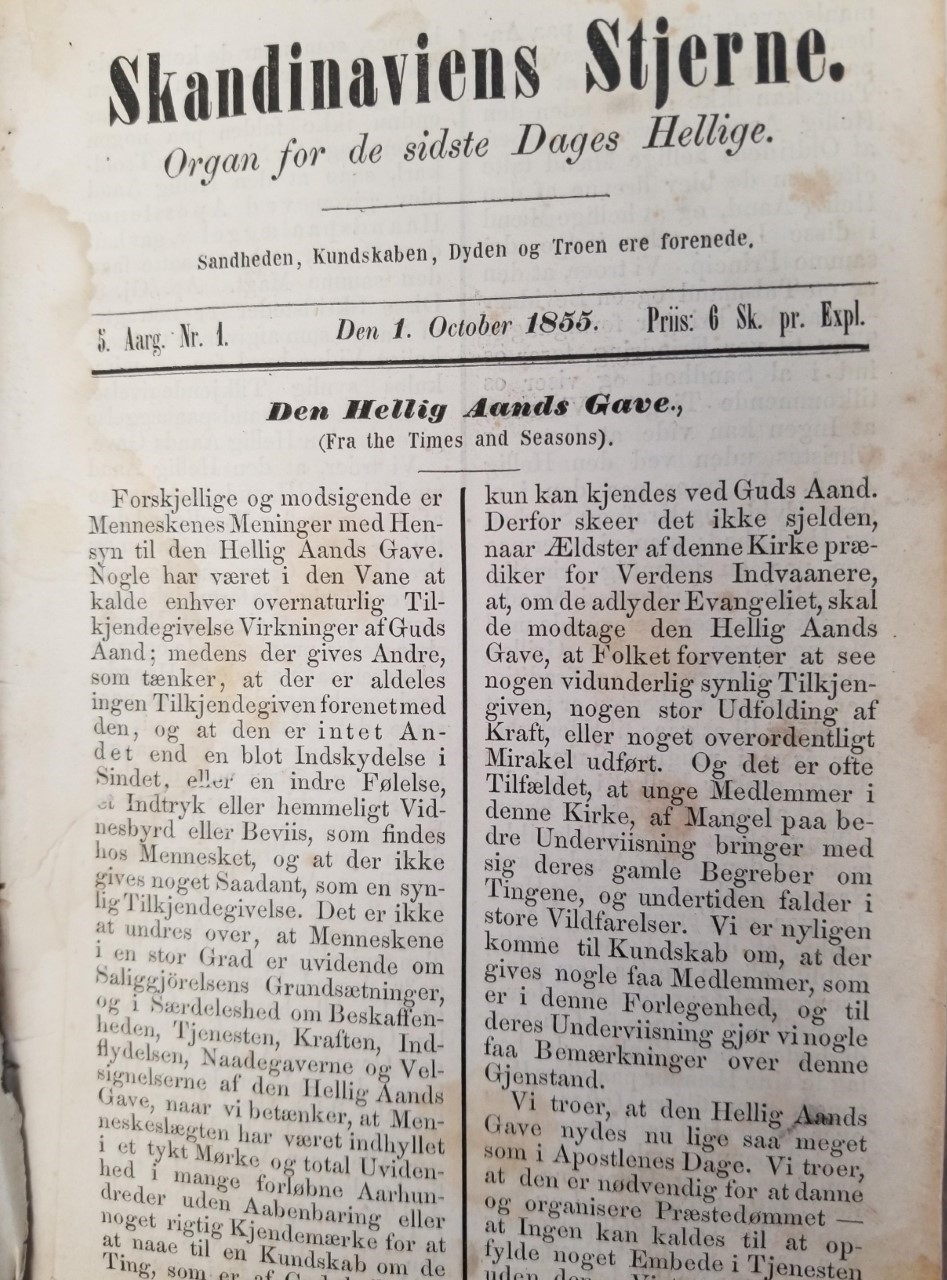 Skandinaviens Stjerne.
Organ for de sidste Dages Hellige.
Sandheden, Kundskaben, Dyden og Troen ere forenede.
5. Aarg. Nr. 1.
Den 1. October 1855.
Priis: 6 Sk. pr. Expl.
Den Hellig Aands Gave.,
(Fra the Times and Seasons).
Forskjellige og modsigende er
Menneskenes Meninger med Hen-
syn til den Hellig Aands Gave.
Nogle har været i den Vane at
kalde enhver overnaturlig Til-
kjendegivelse Virkninger af Guds
Aand; medens der gives Andre,
som tænker, at der er aldeles
ingen Tilkjendegiven forenet med
den, og at den er intet An-
det end en blot Indskydelse i
Sindet, eller en indre Følelse,
et Indtryk eller hemmeligt Vid-
nesbyrd eller Beviis, som findes
hos Mennesket, og at der ikke
gives noget Saadant, som en syn-
lig Tilkjendegivelse. Det er ikke
at undres over, at Menneskene
i en stor Grad er uvidende om
Saliggjörelsens Grundsætninger,
og i Særdeleshed om Beskaffen-
heden, Tjenesten, Kraften, Ind-
flydelsen, Naadegaverne og Vel-
signelserne af den Hellig Aands
Gave, naar vi betænker, at Men-
neskeslægten har været indhyllet
i et tykt Mørke og total Uviden-
hed i mange forløbne Aarhun-
dreder uden Aabenbaring eller
noget rigtig Kjendemærke for at
at naae til en Kundskab om de
Ting, som er af
kun kan kjendes ved Guds Aand.
Derfor skeer det ikke sjelden,
naar Ældster af denne Kirke præ-
diker for Verdens Indvaanere,
at, om de adlyder Evangeliet, skal
de modtage den Hellig Aands
Gave, at Folket forventer at see
nogen vidunderlig synlig Tilkjen-
given, nogen stor Udfolding af
Kraft, eller noget overordentligt
Mirakel udført. Og det er ofte
Tilfældet, at unge Medlemmer i
denne Kirke, af Mangel paa be-
dre Underviisning bringer med
sig deres gamle Begreber om
Tingene, og undertiden falder i
store Vildfarelser. Vi er nyligen
komne til Kundskab om, at der
gives nogle faa Medlemmer, som
er i denne Forlegenhed, og til
deres Underviisning gjør vi nogle
faa Bemærkninger over denne
Gjenstand.
Vi troer, at den Hellig Aands
Gave nydes nu lige saa meget
som i Apostlenes Dage. Vi troer,
at den er nødvendig for at danne
og organisere Præstedømmet —
at Ingen kan kaldes til at op-
fylde noget Embede i Tjenesten
uden